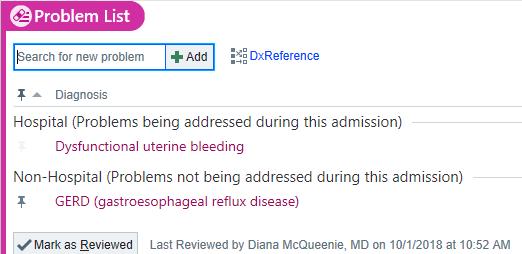 Problem List
Search for new problem Add DxReference
Diagnosis
Hospital (Problems being addressed during this admission)
Dysfunctional uterine bleeding
Non-Hospital (Problems not being addressed during this admission)
GERD (gastroesophageal reflux disease)
Mark as Reviewed Last Reviewed by Diana McQueenie, MD on 10/1/2018 at 10:52 AM